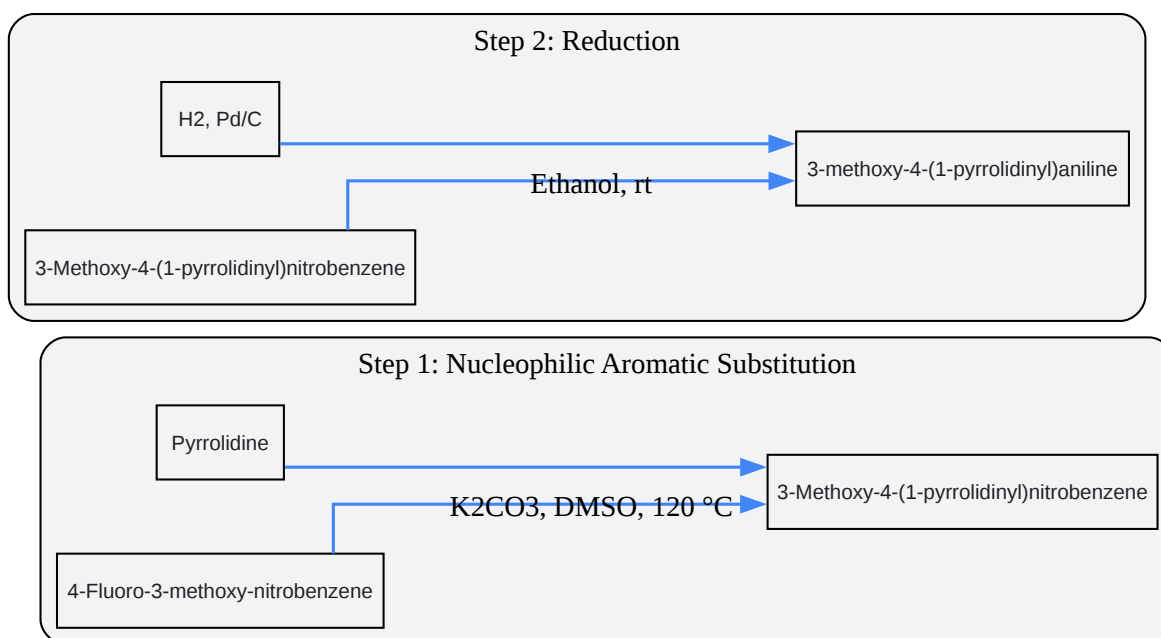 Step 2: Reduction
H2, Pd/C
3-methoxy-4-(1-pyrrolidinyl)aniline
Ethanol, rt
3-Methoxy-4-(1-pyrrolidinyl)nitrobenzene
Step 1: Nucleophilic Aromatic Substitution
Pyrrolidine
3-Methoxy-4-(1-pyrrolidinyl)nitrobenzene
K2CO3, DMSO, 120 °C
4-Fluoro-3-methoxy-nitrobenzene